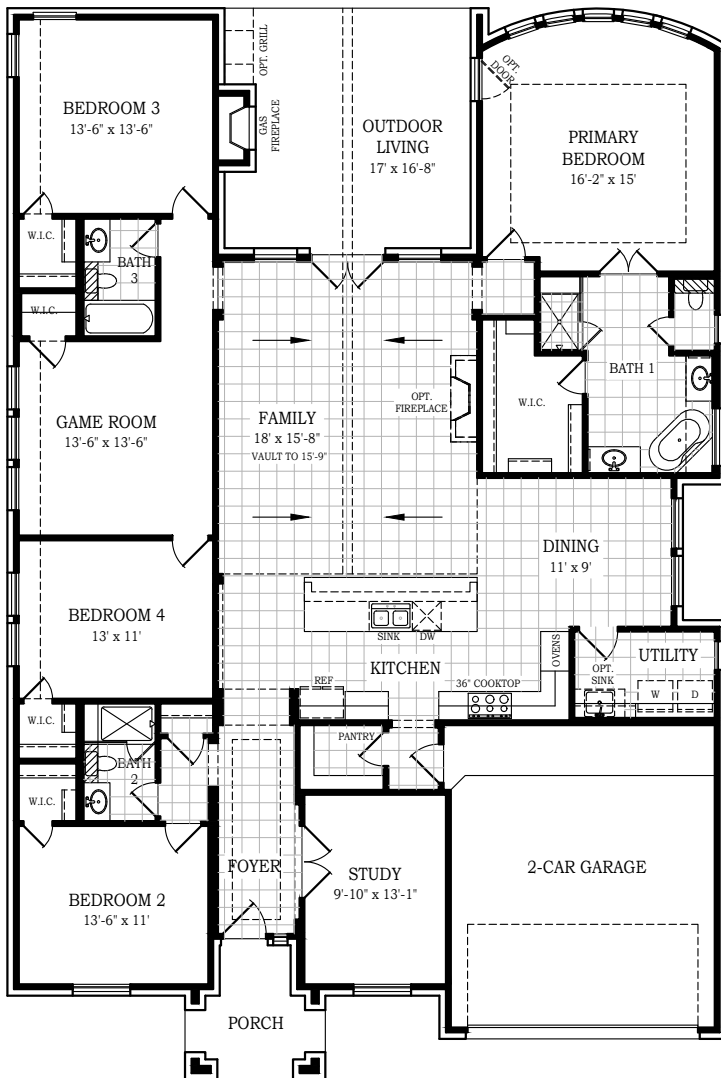 BEDROOM 3
13'-6" x 13'-6"
OPT. GRILL
GAS
FIREPLACE
OUTDOOR
LIVING
17' x 16'-8"
OPT.
DOOR
PRIMARY
BEDROOM
16'-2" x 15'
W.I.C.
BATH
3
W.I.C.
GAME ROOM
13'-6" x 13'-6"
FAMILY
18' x 15'-8"
VAULT TO 15'-9"
OPT.
FIREPLACE
W.I.C.
BATH 1
DINING
11' x 9'
BEDROOM 4
13' x 11'
SINK
DW
KITCHEN
REF
36" COOKTOP
OVENS
OPT.
SINK
UTILITY
W
D
W.I.C.
BATH
2
W.I.C.
PANTRY
BEDROOM 2
13'-6" x 11'
FOYER
STUDY
9'-10" x 13'-1"
2-CAR GARAGE
PORCH